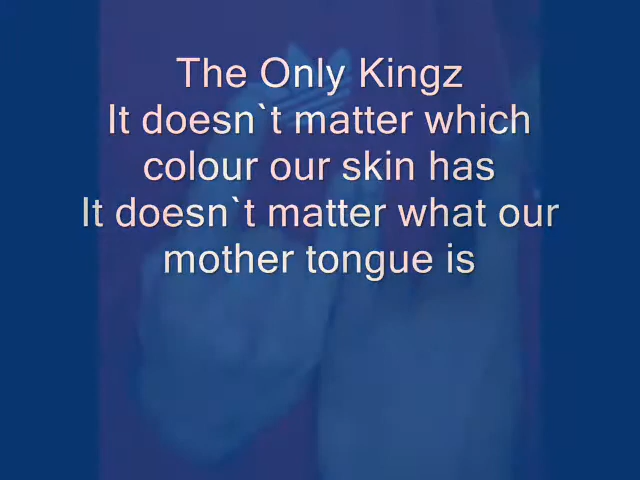 The Only Kingz
It doesn`t matter which
colour our skin has
It doesn`t matter what our
mother tongue is